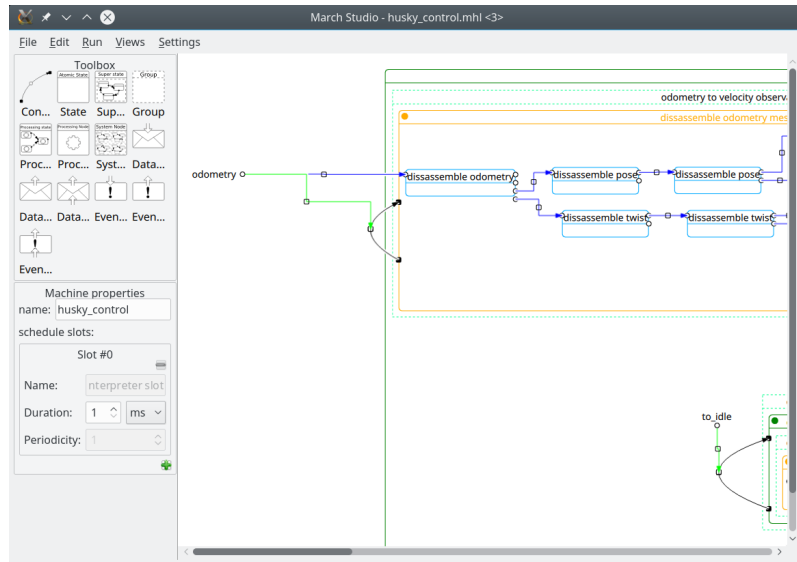 March Studio - husky_control.mhl <3>
File Edit Run Views Settings
Toolbox
Atomic State Super state Group
Con... State Sup... Group
Processing state Processing Node System Node
Proc... Proc... Syst... Data...
Data... Data... Even... Even...
Even...
Machine properties
name: husky_control
schedule slots:
Slot #0
Name: nterpreter slot
Duration: 1 ms
Periodicity: 1
odometry to velocity observ
dissassemble odometry mes
odometry
dissassemble odometry
dissassemble pose
dissassemble pose
dissassemble twist
dissassemble twist
to_idle